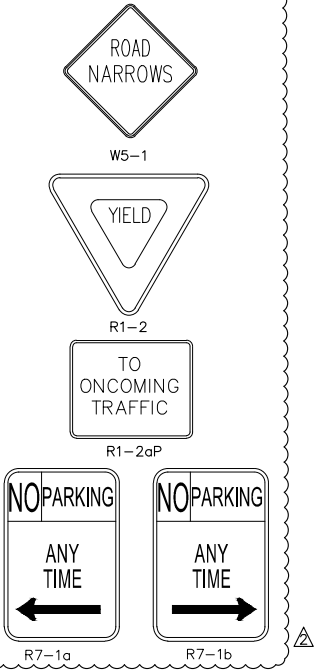 ROAD
NARROWS
W5-1
YIELD
R1-2
TO
ONCOMING
TRAFFIC
R1-2aP
NO PARKING
ANY
TIME
R7-1a
NO PARKING
ANY
TIME
R7-1b
2